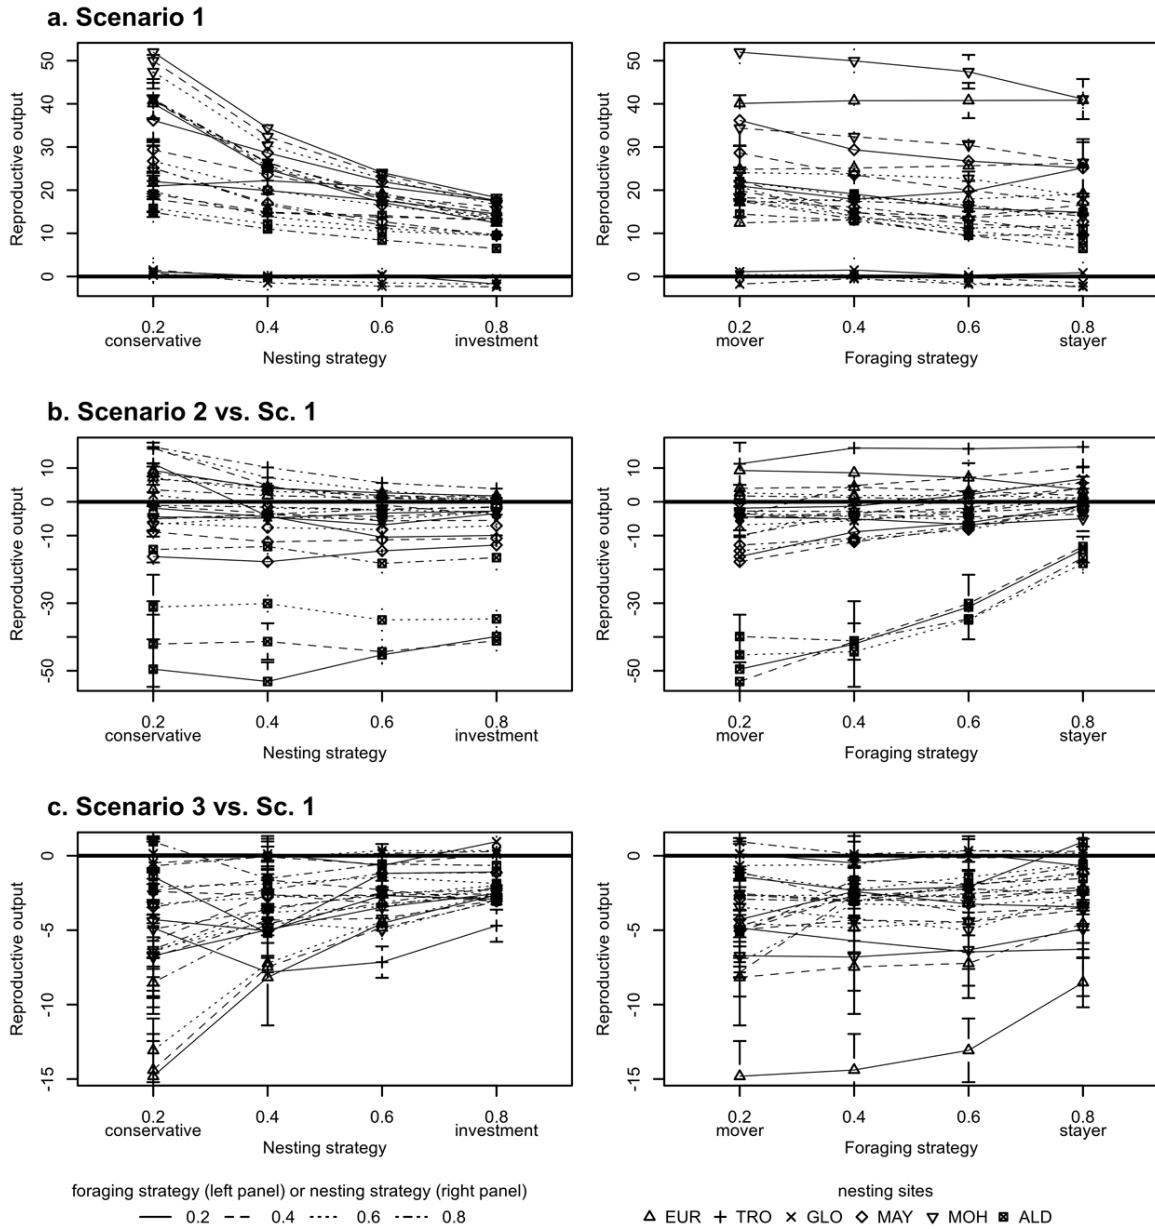 a. Scenario 1
Reproductive output
50
40
30
20
10
0
0.2
0.4
0.6
0.8
conservative
investment
Nesting strategy
Reproductive output
50
40
30
20
10
0
0.2
0.4
0.6
0.8
mover
stayer
Foraging strategy
b. Scenario 2 vs. Sc. 1
Reproductive output
10
0
-10
-30
-50
0.2
0.4
0.6
0.8
conservative
investment
Nesting strategy
Reproductive output
10
0
-10
-30
-50
0.2
0.4
0.6
0.8
mover
stayer
Foraging strategy
c. Scenario 3 vs. Sc. 1
Reproductive output
0
-5
-10
-15
0.2
0.4
0.6
0.8
conservative
investment
Nesting strategy
Reproductive output
0
-5
-10
-15
0.2
0.4
0.6
0.8
mover
stayer
Foraging strategy
foraging strategy (left panel) or nesting strategy (right panel)
0.2 0.4 0.6 0.8
nesting sites
EUR TRO GLO MAY MOH ALD